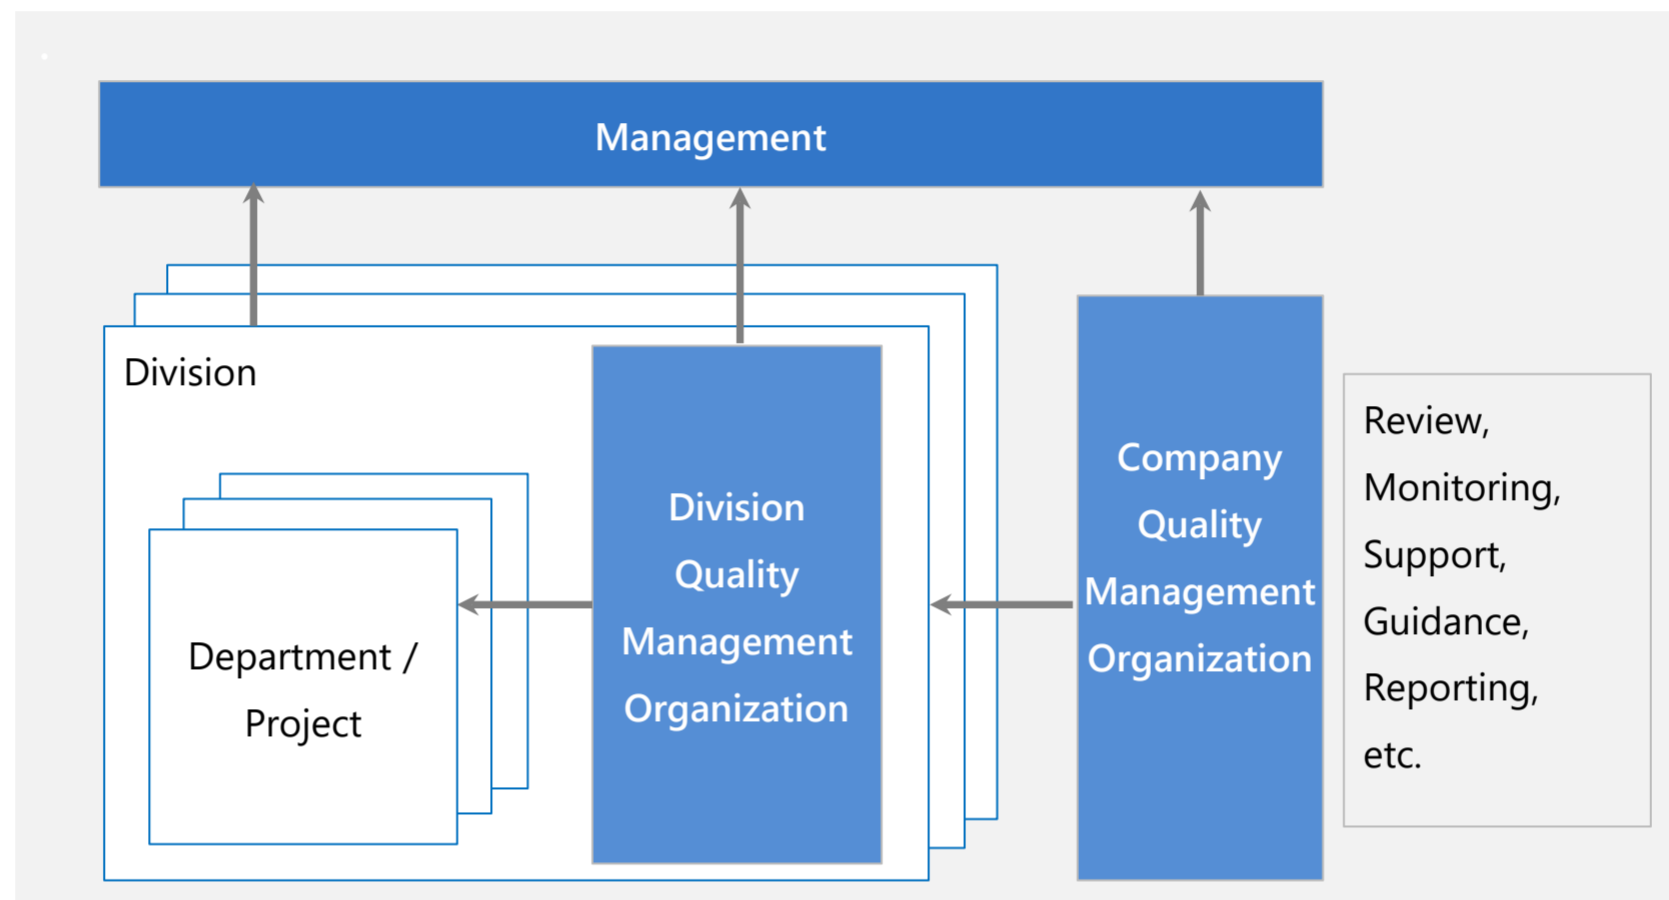 Management
Division
Department /
Project
Division
Quality
Management
Organization
Company
Quality
Management
Organization
Review,
Monitoring,
Support,
Guidance,
Reporting,
etc.